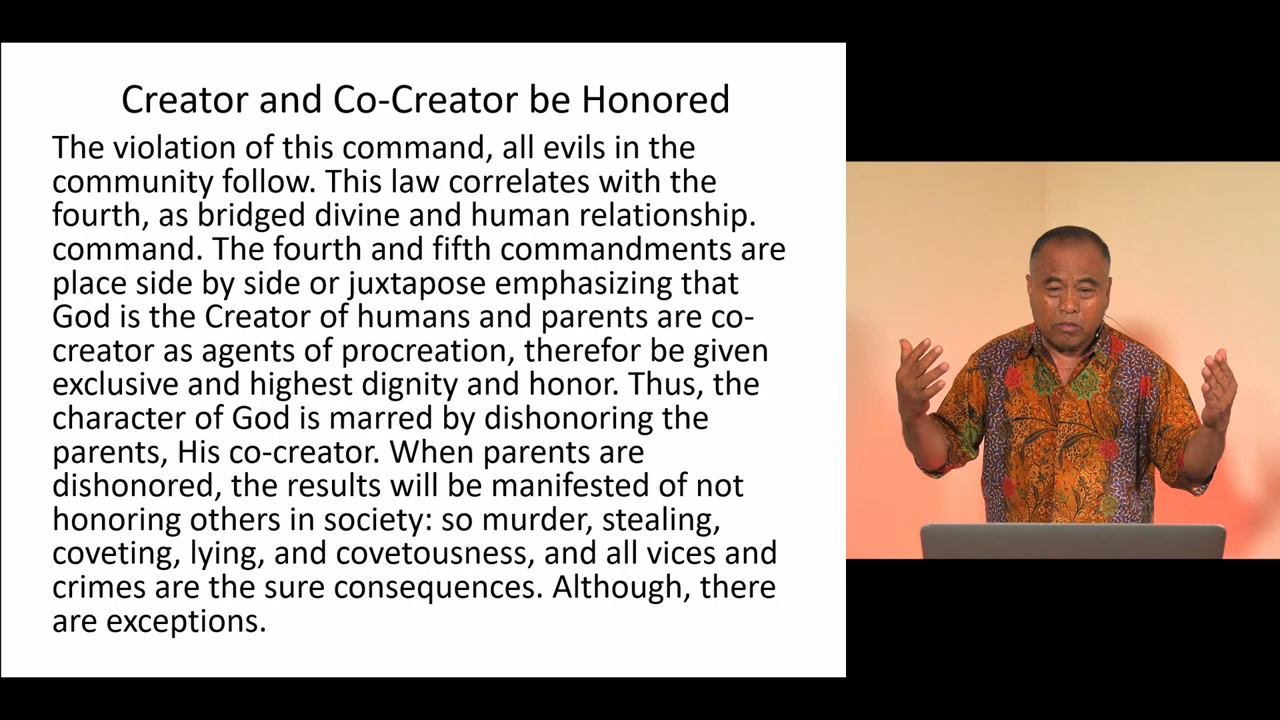 Creator and Co-Creator be Honored
The violation of this command, all evils in the
community follow. This law correlates with the
fourth, as bridged divine and human relationship.
command. The fourth and fifth commandments are
place side by side or juxtapose emphasizing that
God is the Creator of humans and parents are co-
creator as agents of procreation, therefor be given
exclusive and highest dignity and honor. Thus, the
character of God is marred by dishonoring the
parents, His co-creator. When parents are
dishonored, the results will be manifested of not
honoring others in society: so murder, stealing,
coveting, lying, and covetousness, and all vices and
crimes are the sure consequences. Although, there
are exceptions.